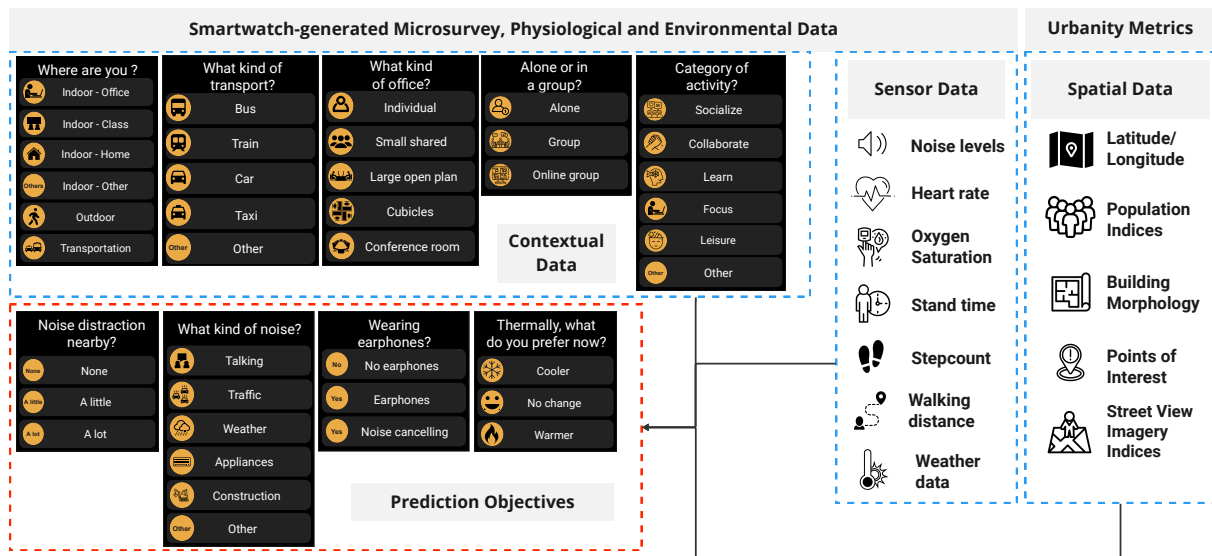 Smartwatch-generated Microsurvey, Physiological and Environmental Data
Urbanity Metrics
Where are you ?
Indoor - Office
Indoor - Class
Indoor - Home
Others
Indoor - Other
Outdoor
Transportation
What kind of
transport?
Bus
Train
Car
Taxi
Other
Other
What kind
of office?
Individual
Small shared
Large open plan
Cubicles
Conference room
Alone or in
a group?
Alone
Group
Online group
Contextual
Data
Category of
activity?
Socialize
Collaborate
Learn
Focus
Leisure
Other
Other
Noise distraction
nearby?
None
None
A little
A little
A lot
A lot
What kind of noise?
Talking
Traffic
Weather
Appliances
Construction
Other
Other
Wearing
earphones?
No
No earphones
Yes
Earphones
Yes
Noise cancelling
Thermally, what
do you prefer now?
Cooler
No change
Warmer
Prediction Objectives
Sensor Data
Noise levels
Heart rate
Oxygen
Saturation
Stand time
Stepcount
Walking
distance
Weather
data
Spatial Data
Latitude/
Longitude
Population
Indices
Building
Morphology
Points of
Interest
Street View
Imagery
Indices